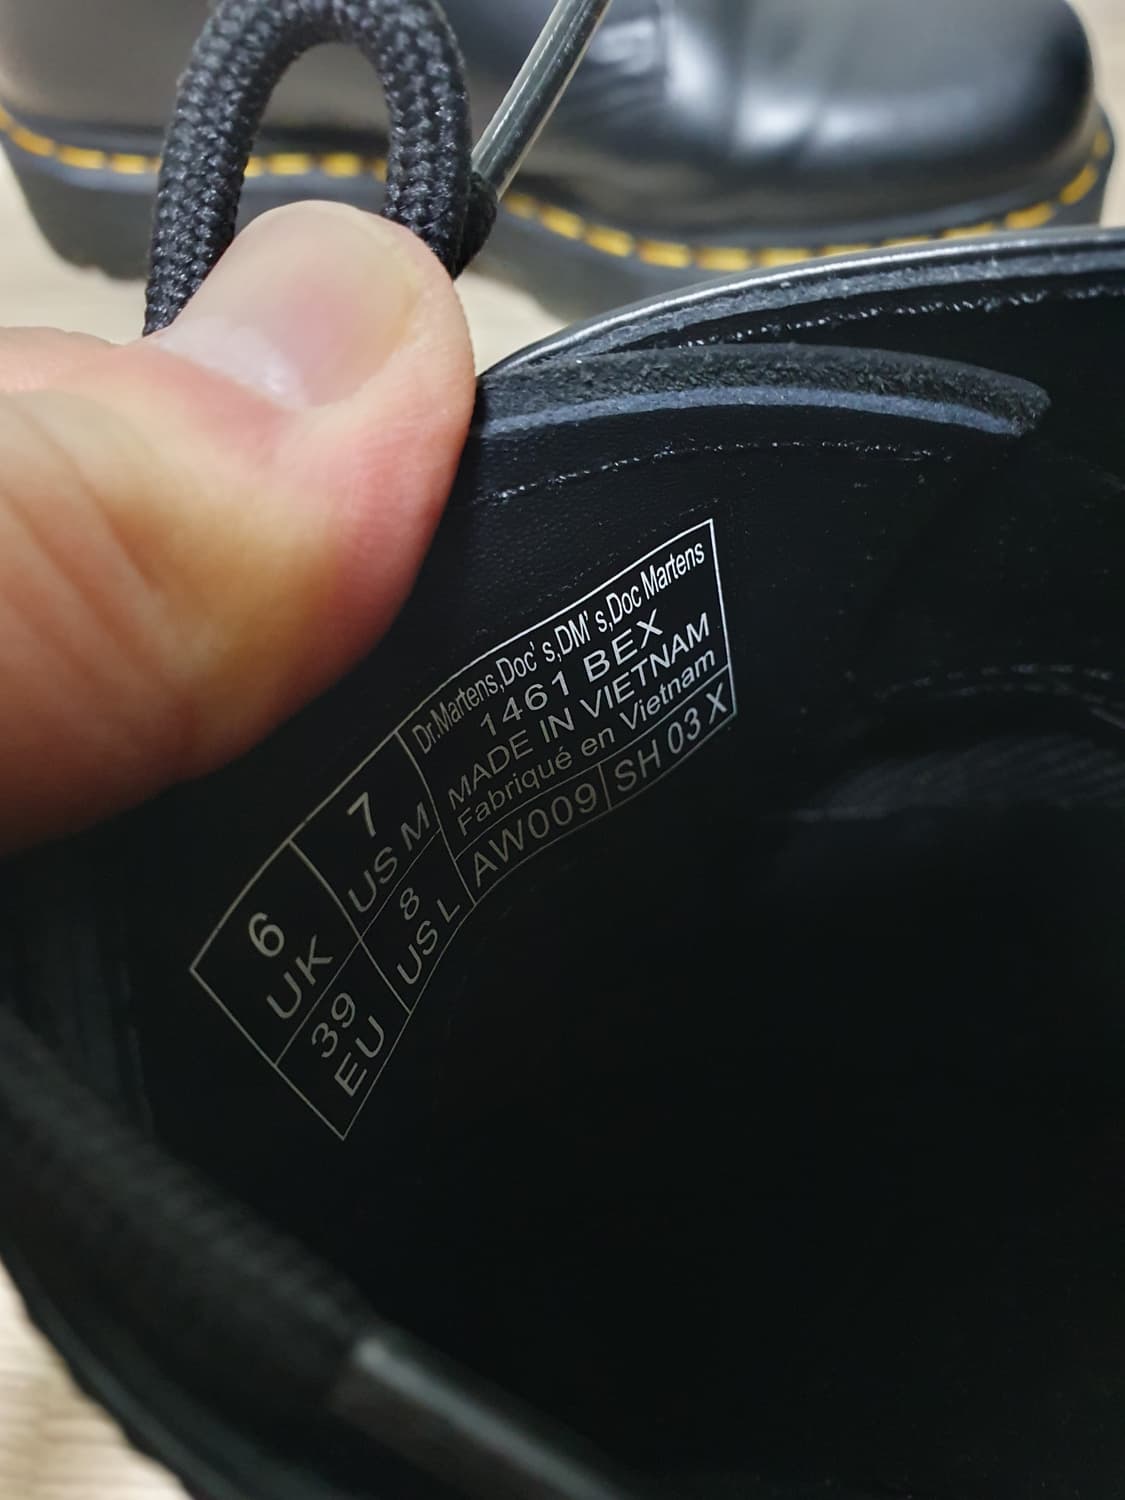 Dr.Martens,Doc's,DM's,Doc Martens
1461 BEX
MADE IN VIETNAM
Fabriqué en Vietnam
AW009 SH 03 X
6
UK
7
US M
39
EU
8
US L